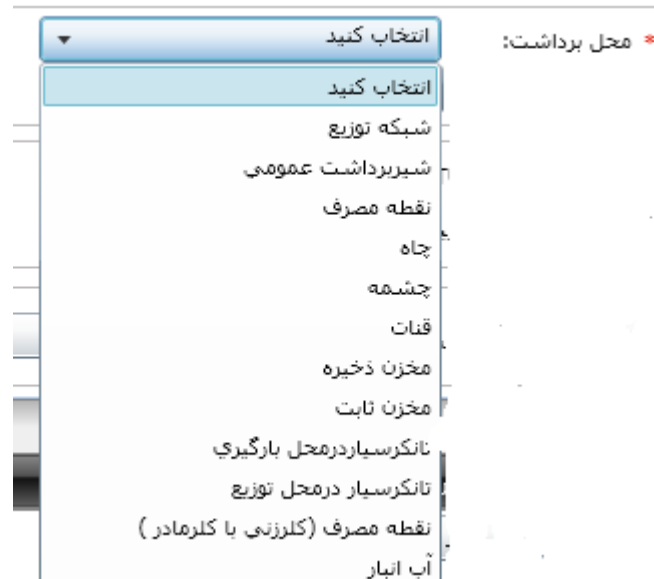 * محل برداشت: انتخاب کنید
انتخاب کنید
شبکه توزیع
شیربرداشت عمومي
نقطه مصرف
چاه
چشمه
قنات
مخزن ذخیره
مخزن ثابت
تانکرسیاردرمحل بارگیري
تانکرسیار درمحل توزیع
نقطه مصرف (کلرزني با کلرمادر )
آب انبار